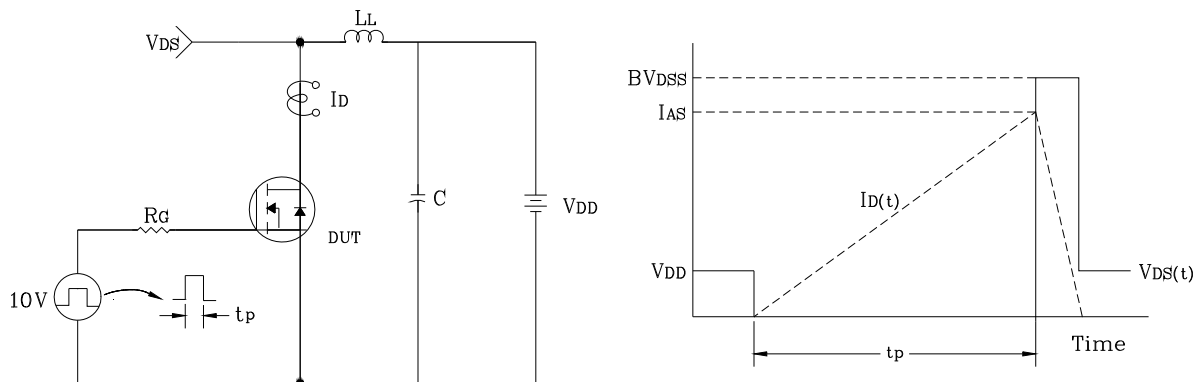 LL
VDS
ID
RG
C
VDD
DUT
10V
tp
BVDSS
IAS
ID(t)
VDD
VDS(t)
Time
tp